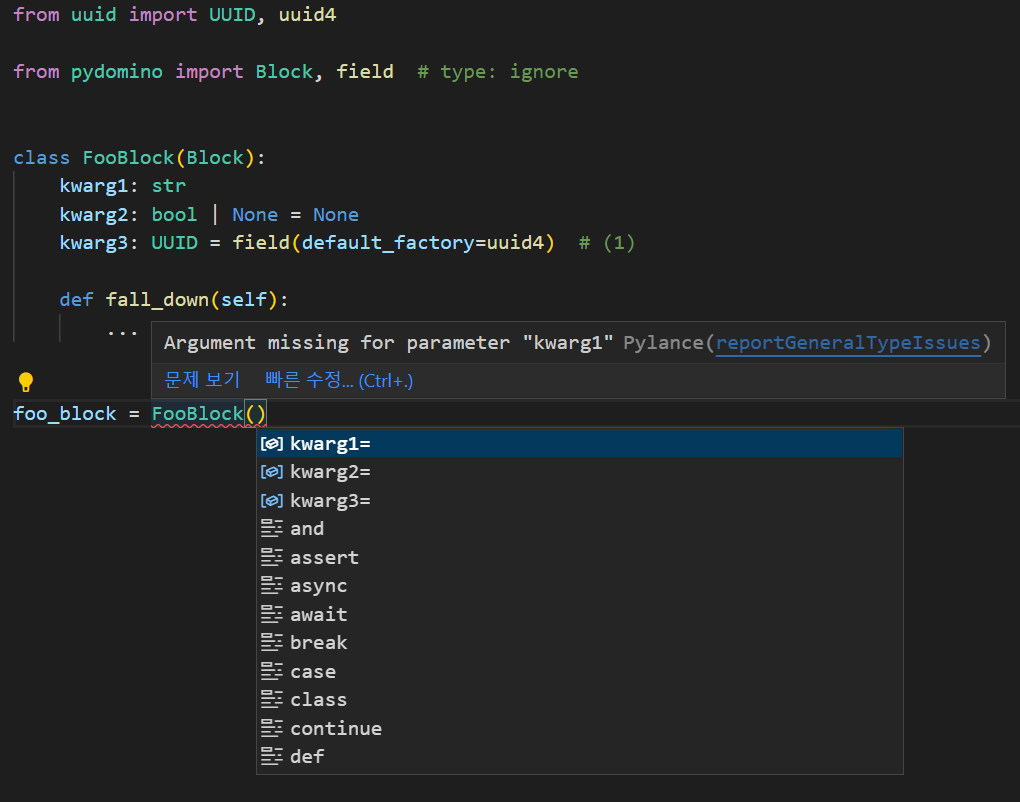 from uuid import UUID, uuid4
from pydomino import Block, field  # type: ignore
class FooBlock(Block):
    kwarg1: str
    kwarg2: bool | None = None
    kwarg3: UUID = field(default_factory=uuid4)  # (1)
    def fall_down(self):
        ...
Argument missing for parameter "kwarg1" Pylance(reportGeneralTypeIssues)
문제 보기 빠른 수정... (Ctrl+.)
foo_block = FooBlock()
kwarg1=
kwarg2=
kwarg3=
and
assert
async
await
break
case
class
continue
def